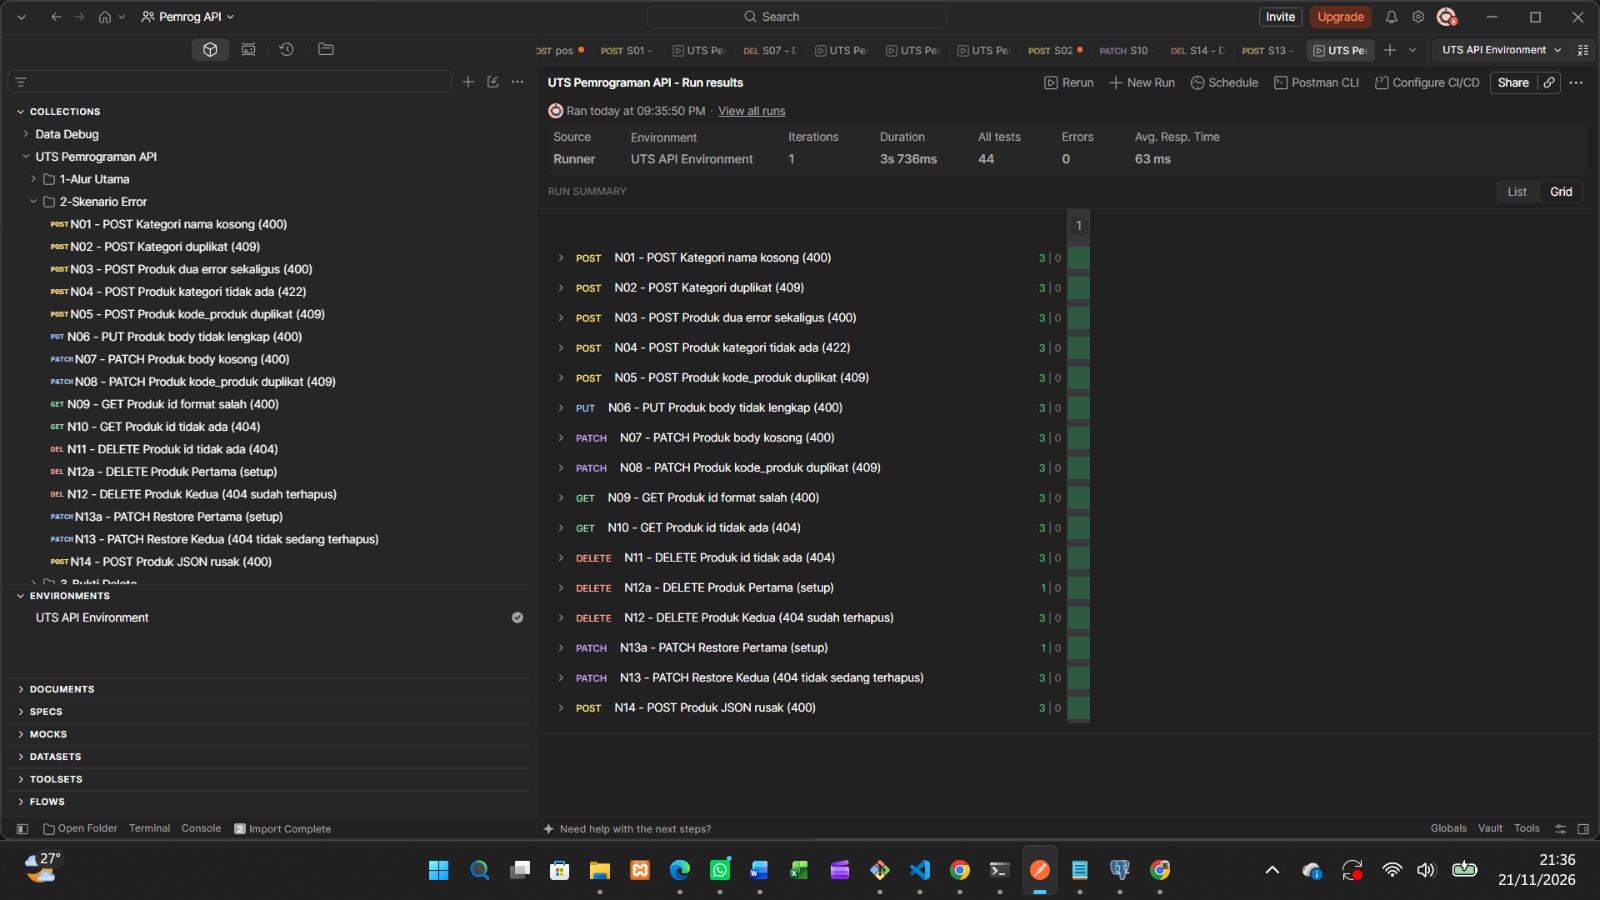 Pemrog API
Search
Invite
Upgrade
OST pos
POST S01 -
UTS Pe
DEL S07 - D
UTS Pe
UTS Pe
UTS Pe
POST S02
PATCH S10
DEL S14 - D
POST S13 -
UTS Pe
UTS API Environment
COLLECTIONS
Data Debug
UTS Pemrograman API
1-Alur Utama
2-Skenario Error
POST N01 - POST Kategori nama kosong (400)
POST N02 - POST Kategori duplikat (409)
POST N03 - POST Produk dua error sekaligus (400)
POST N04 - POST Produk kategori tidak ada (422)
POST N05 - POST Produk kode_produk duplikat (409)
PUT N06 - PUT Produk body tidak lengkap (400)
PATCH N07 - PATCH Produk body kosong (400)
PATCH N08 - PATCH Produk kode_produk duplikat (409)
GET N09 - GET Produk id format salah (400)
GET N10 - GET Produk id tidak ada (404)
DEL N11 - DELETE Produk id tidak ada (404)
DEL N12a - DELETE Produk Pertama (setup)
DEL N12 - DELETE Produk Kedua (404 sudah terhapus)
PATCH N13a - PATCH Restore Pertama (setup)
PATCH N13 - PATCH Restore Kedua (404 tidak sedang terhapus)
POST N14 - POST Produk JSON rusak (400)
3-Bukti Delete
ENVIRONMENTS
UTS API Environment
DOCUMENTS
SPECS
MOCKS
DATASETS
TOOLSETS
FLOWS
UTS Pemrograman API - Run results
Rerun
New Run
Schedule
Postman CLI
Configure CI/CD
Share
Ran today at 09:35:50 PM · View all runs
Source Environment Iterations Duration All tests Errors Avg. Resp. Time
Runner UTS API Environment 1 3s 736ms 44 0 63 ms
RUN SUMMARY
List Grid
1
POST N01 - POST Kategori nama kosong (400) 3 | 0
POST N02 - POST Kategori duplikat (409) 3 | 0
POST N03 - POST Produk dua error sekaligus (400) 3 | 0
POST N04 - POST Produk kategori tidak ada (422) 3 | 0
POST N05 - POST Produk kode_produk duplikat (409) 3 | 0
PUT N06 - PUT Produk body tidak lengkap (400) 3 | 0
PATCH N07 - PATCH Produk body kosong (400) 3 | 0
PATCH N08 - PATCH Produk kode_produk duplikat (409) 3 | 0
GET N09 - GET Produk id format salah (400) 3 | 0
GET N10 - GET Produk id tidak ada (404) 3 | 0
DELETE N11 - DELETE Produk id tidak ada (404) 3 | 0
DELETE N12a - DELETE Produk Pertama (setup) 1 | 0
DELETE N12 - DELETE Produk Kedua (404 sudah terhapus) 3 | 0
PATCH N13a - PATCH Restore Pertama (setup) 1 | 0
PATCH N13 - PATCH Restore Kedua (404 tidak sedang terhapus) 3 | 0
POST N14 - POST Produk JSON rusak (400) 3 | 0
Open Folder Terminal Console 2 Import Complete
Need help with the next steps?
Globals Vault Tools
27°
21:36
21/11/2026